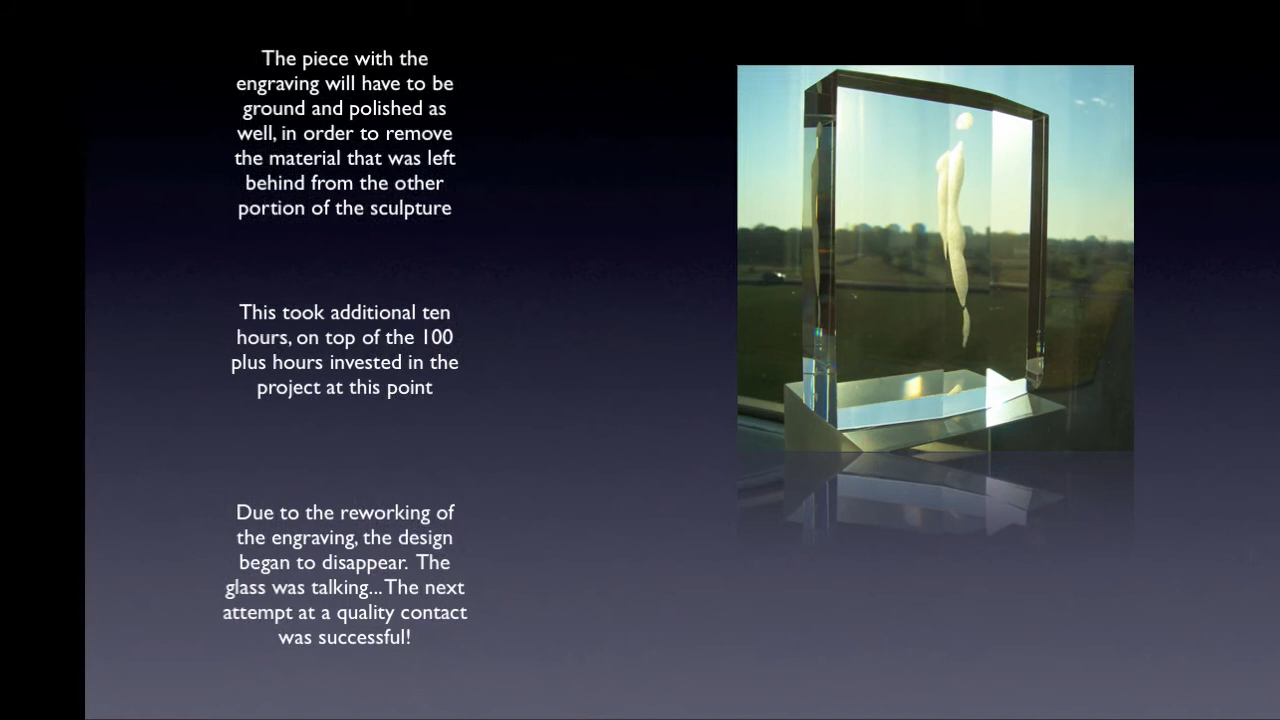 The piece with the
engraving will have to be
ground and polished as
well, in order to remove
the material that was left
behind from the other
portion of the sculpture
This took additional ten
hours, on top of the 100
plus hours invested in the
project at this point
Due to the reworking of
the engraving, the design
began to disappear.  The
glass was talking...The next
attempt at a quality contact
was successful!